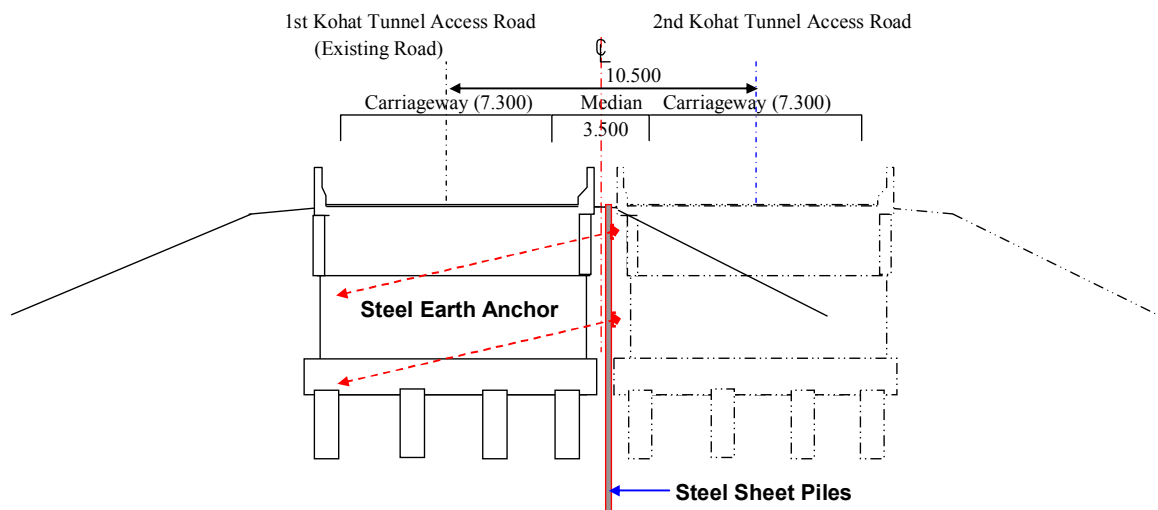 1st Kohat Tunnel Access Road
(Existing Road)
2nd Kohat Tunnel Access Road
℄
10.500
Carriageway (7.300)
Median
Carriageway (7.300)
3.500
Steel Earth Anchor
Steel Sheet Piles